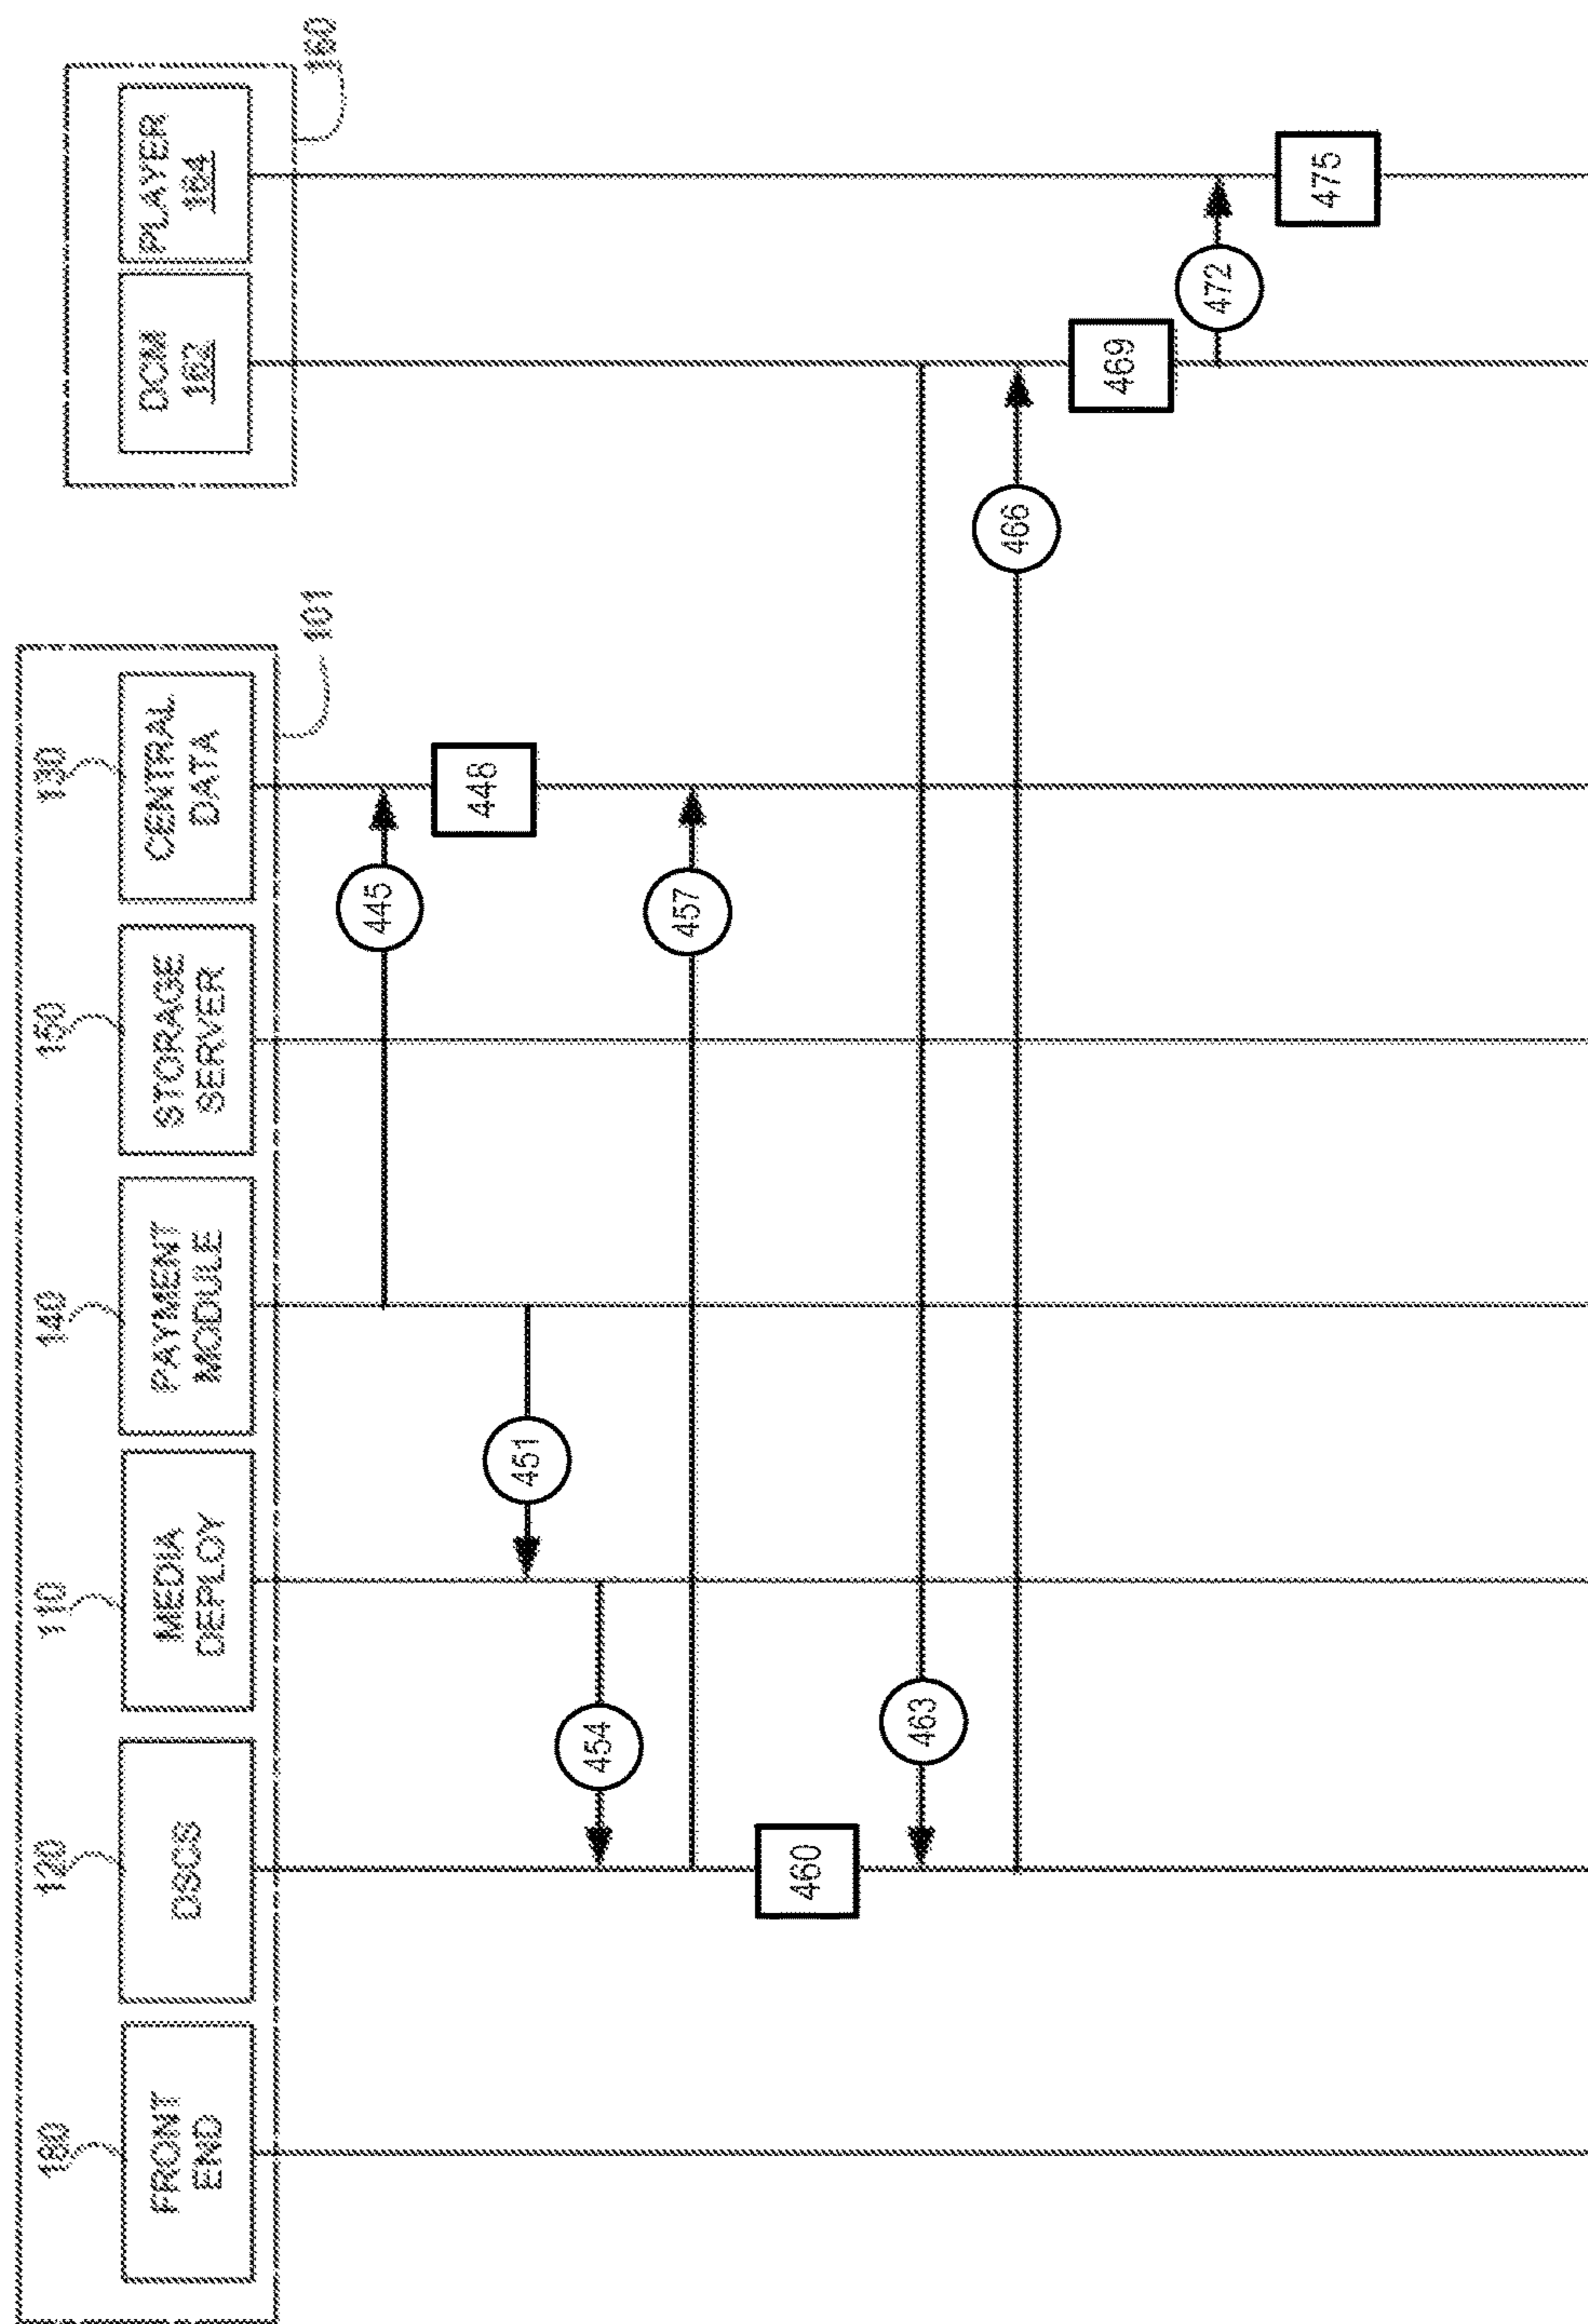 180
120
110
140
150
130
FRONT
END
DSCS
MEDIA
DEPLOY
PAYMENT
MODULE
STORAGE
SERVER
CENTRAL
DATA
101
DCM
162
PLAYER
164
160
445
448
451
454
457
460
463
466
469
472
475